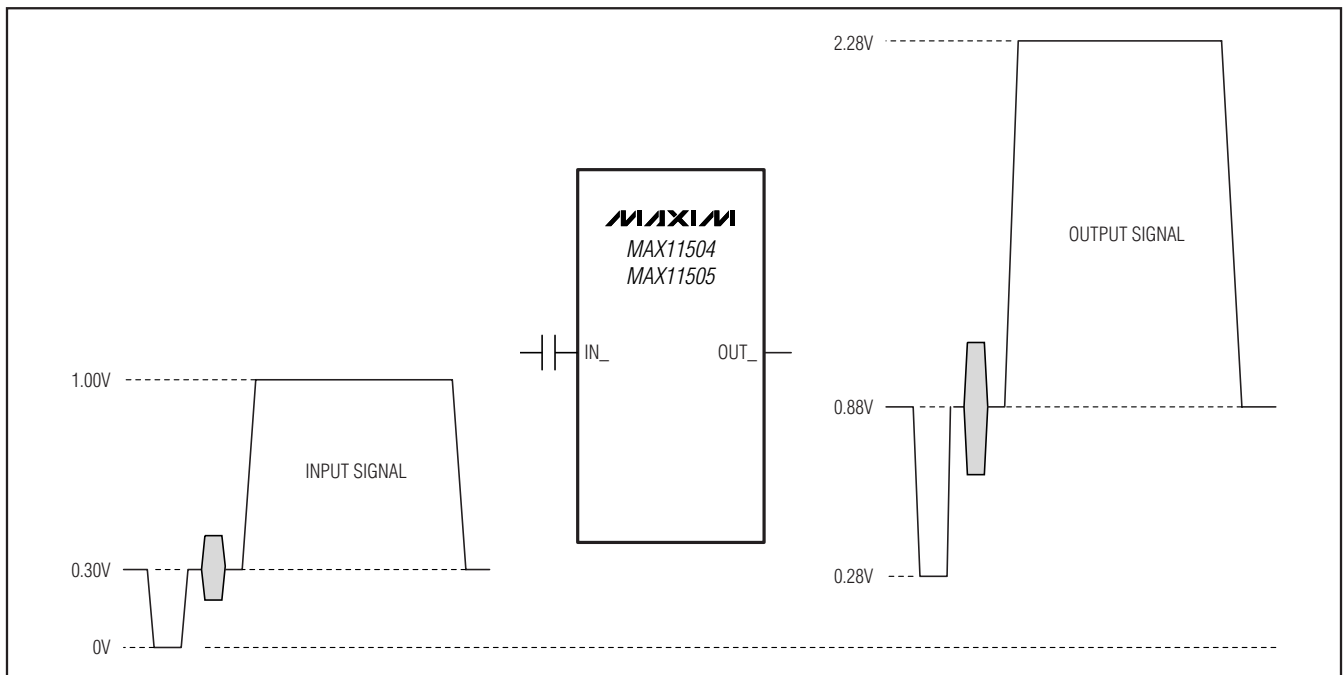 2.28V
MAXIM
MAX11504
MAX11505
OUTPUT SIGNAL
IN_
OUT_
1.00V
0.88V
INPUT SIGNAL
0.30V
0.28V
0V